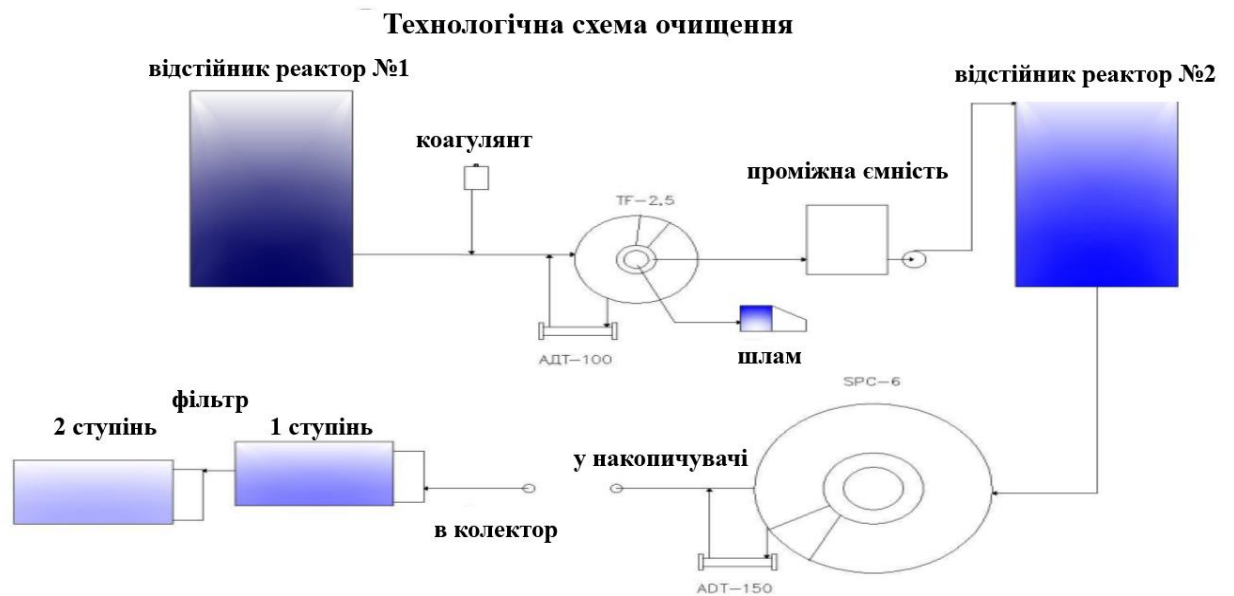 Технологічна схема очищення
відстійник реактор №1
відстійник реактор №2
коагулянт
проміжна ємність
TF-2.5
АДТ-100
шлам
SPC-6
фільтр
2 ступінь
1 ступінь
у накопичувачі
в колектор
ADT-150